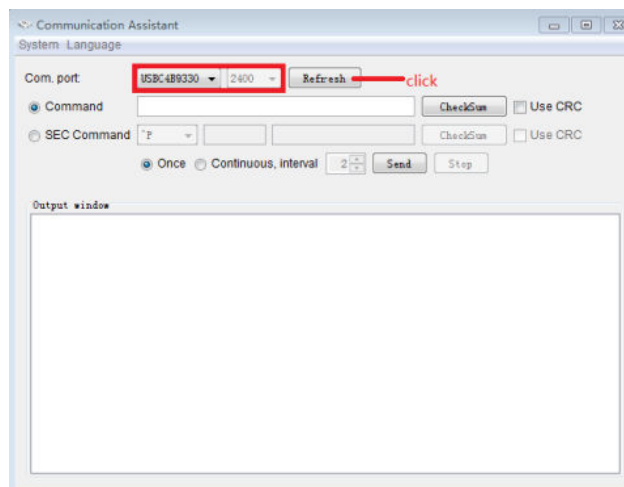 Communication Assistant
System Language
Com. port: USBC4B9330 2400 Refresh click
Command CheckSum Use CRC
SEC Command ^P CheckSum Use CRC
Once Continuous, interval 2 Send Stop
Output window